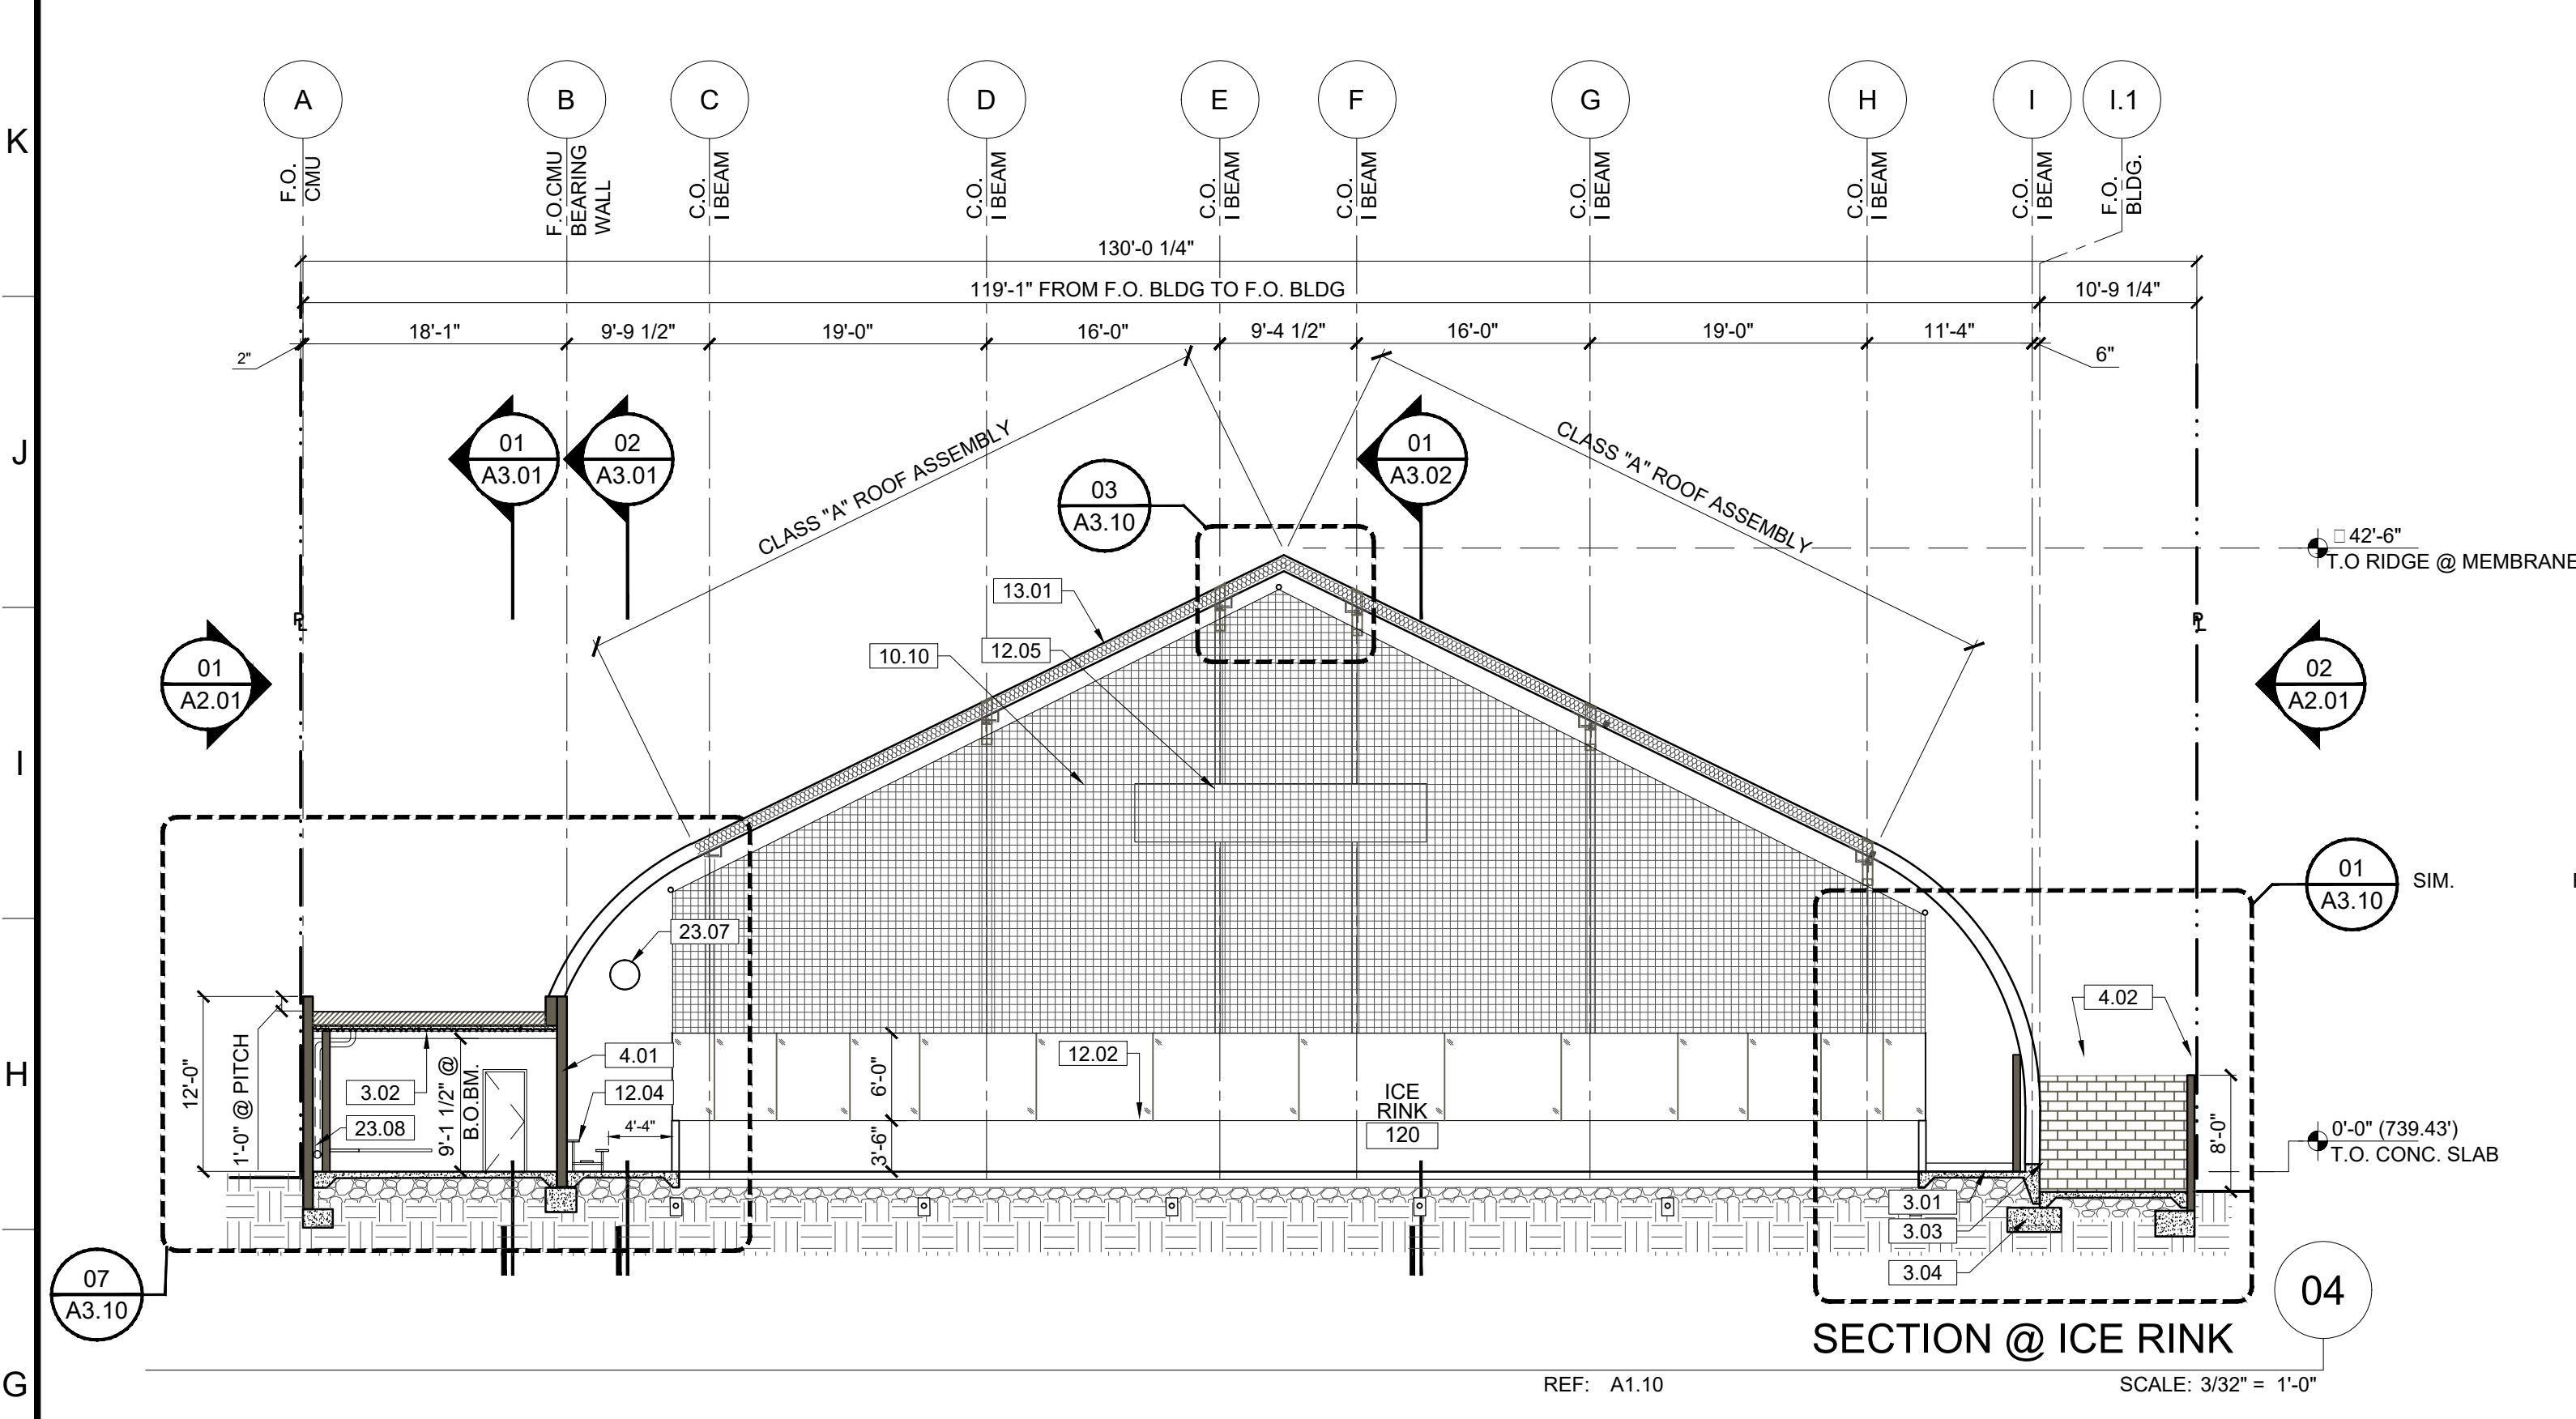 A
B
C
D
E
F
G
H
I
I.1
K
F.O.
CMU
F.O.CMU
BEARING
WALL
C.O.
I BEAM
C.O.
I BEAM
C.O.
I BEAM
C.O.
I BEAM
C.O.
I BEAM
C.O.
I BEAM
C.O.
I BEAM
F.O.
BLDG.
130'-0 1/4"
119'-1" FROM F.O. BLDG TO F.O. BLDG
10'-9 1/4"
18'-1"
9'-9 1/2"
19'-0"
16'-0"
9'-4 1/2"
16'-0"
19'-0"
11'-4"
2"
6"
J
01
A3.01
02
A3.01
CLASS "A" ROOF ASSEMBLY
03
A3.10
01
A3.02
CLASS "A" ROOF ASSEMBLY
42'-6"
T.O RIDGE @ MEMBRANE
13.01
12.05
10.10
PL
PL
01
A2.01
02
A2.01
I
01
A3.10
SIM.
23.07
4.02
H
12'-0"
1'-0" @ PITCH
3.02
23.08
9'-1 1/2" @
B.O.BM.
4.01
12.04
4'-4"
6'-0"
3'-6"
12.02
ICE
RINK
120
8'-0"
0'-0" (739.43')
T.O. CONC. SLAB
3.01
3.03
3.04
07
A3.10
04
SECTION @ ICE RINK
G
REF: A1.10
SCALE: 3/32" = 1'-0"